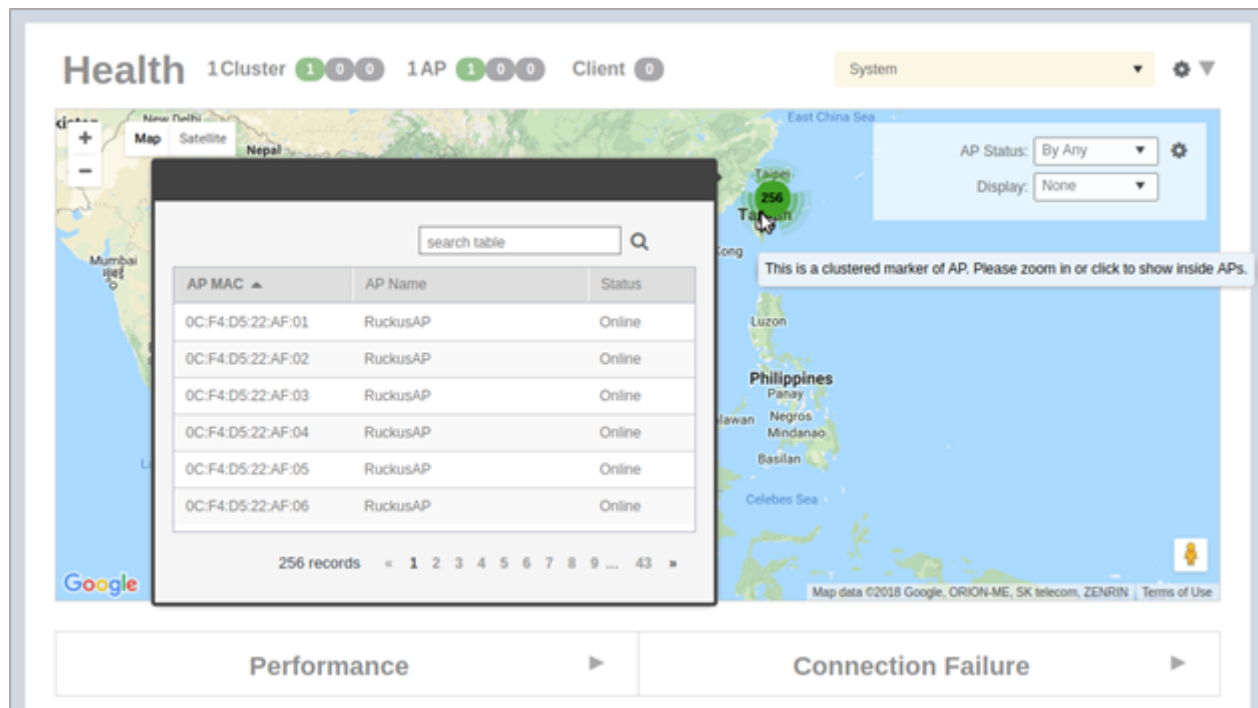 Health 1 Cluster 1 0 0 1 AP 1 0 0 Client 0 System
New Delhi
East China Sea
+ Map Satellite
Nepal
−
AP Status: By Any
Display: None
Taipei
256
Mumbai
मुंबई
search table
This is a clustered marker of AP. Please zoom in or click to show inside APs.
AP MAC AP Name Status
0C:F4:D5:22:AF:01 RuckusAP Online
0C:F4:D5:22:AF:02 RuckusAP Online
0C:F4:D5:22:AF:03 RuckusAP Online
0C:F4:D5:22:AF:04 RuckusAP Online
0C:F4:D5:22:AF:05 RuckusAP Online
0C:F4:D5:22:AF:06 RuckusAP Online
256 records « 1 2 3 4 5 6 7 8 9 ... 43 »
Luzon
Philippines
Panay
Negros
Mindanao
Basilan
Celebes Sea
Google
Map data ©2018 Google, ORION-ME, SK telecom, ZENRIN Terms of Use
Performance Connection Failure